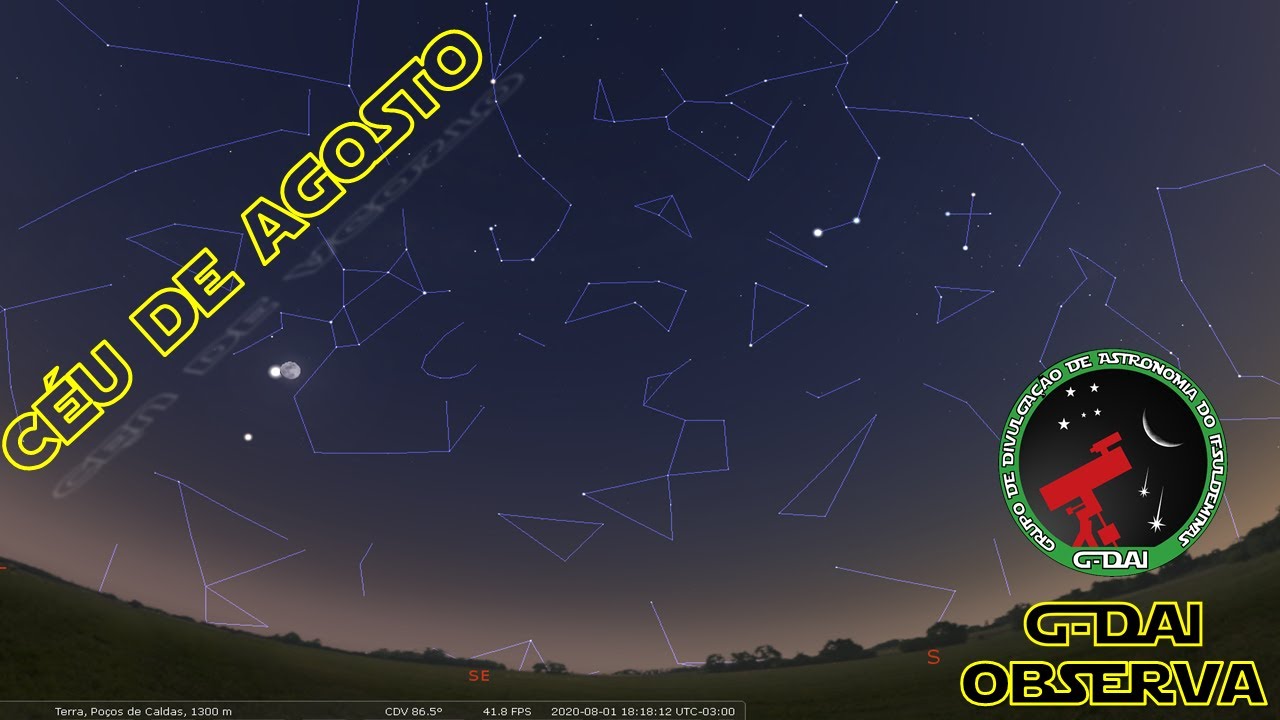 CÉU DE AGOSTO
GRUPO DE DIVULGAÇÃO DE ASTRONOMIA DO IFSULDEMINAS
G-DAI
G-DAI
OBSERVA
SE
S
Terra, Poços de Caldas, 1300 m
CDV 86.5°
41.8 FPS
2020-08-01 18:18:12 UTC-03:00